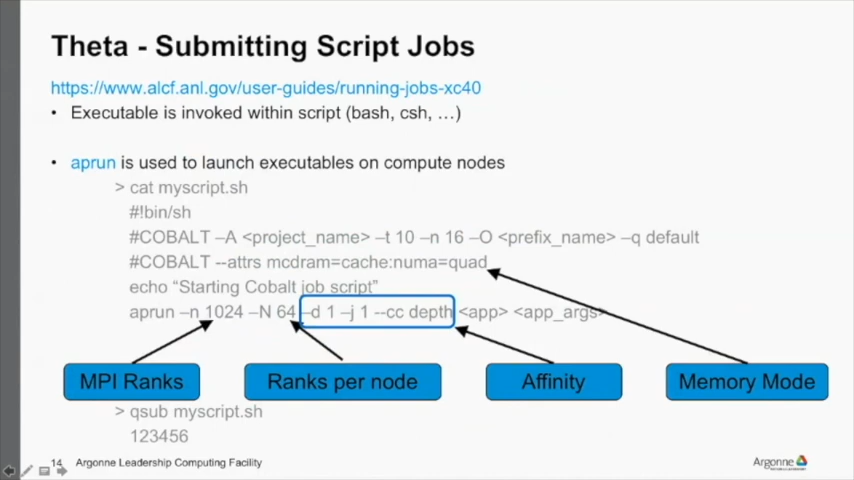 Theta - Submitting Script Jobs
https://www.alcf.anl.gov/user-guides/running-jobs-xc40
• Executable is invoked within script (bash, csh, …)
• aprun is used to launch executables on compute nodes
> cat myscript.sh
#!bin/sh
#COBALT –A <project_name> –t 10 –n 16 –O <prefix_name> –q default
#COBALT --attrs mcdram=cache:numa=quad
echo “Starting Cobalt job script”
aprun –n 1024 –N 64 –d 1 –j 1 --cc depth <app> <app_args>
MPI Ranks
Ranks per node
Affinity
Memory Mode
> qsub myscript.sh
123456
14 Argonne Leadership Computing Facility
Argonne